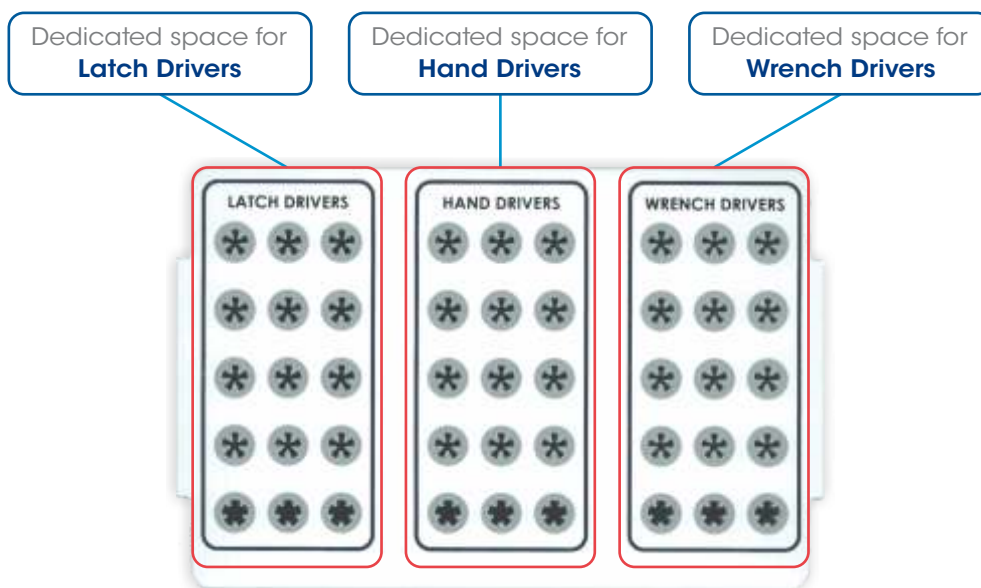 Dedicated space for
Latch Drivers
Dedicated space for
Hand Drivers
Dedicated space for
Wrench Drivers
LATCH DRIVERS
HAND DRIVERS
WRENCH DRIVERS